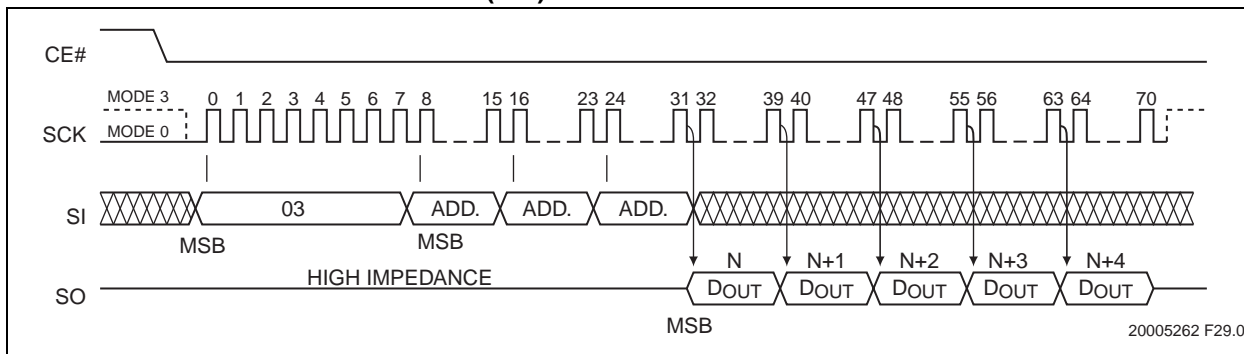 CE#
MODE 3 0 1 2 3 4 5 6 7 8 15 16 23 24 31 32 39 40 47 48 55 56 63 64 70
SCK MODE 0
SI 03 ADD. ADD. ADD.
MSB MSB
N N+1 N+2 N+3 N+4
SO HIGH IMPEDANCE DOUT DOUT DOUT DOUT DOUT
MSB
20005262 F29.0